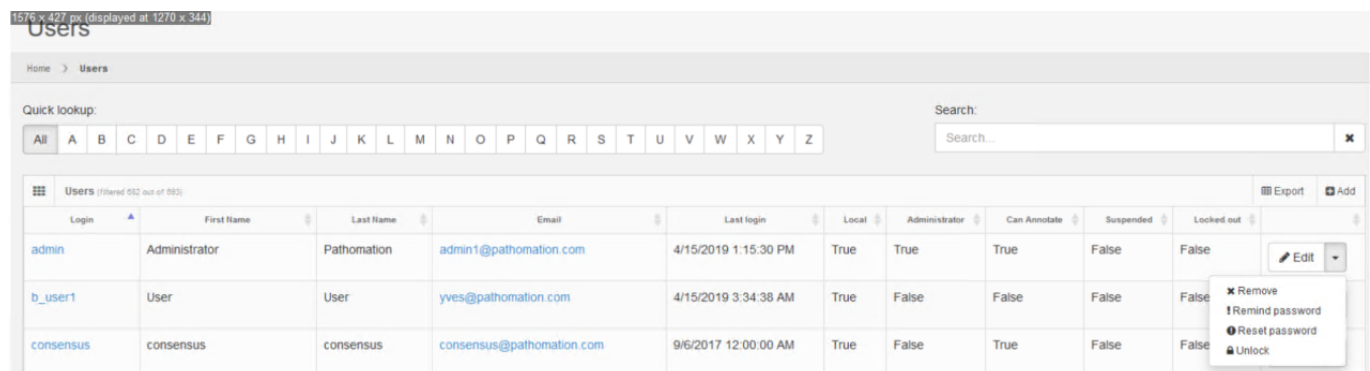 1576 x 427 px (displayed at 1270 x 344)
Users
Home > Users
Quick lookup:
Search:
All A B C D E F G H I J K L M N O P Q R S T U V W X Y Z
Search...
Users (filtered 692 out of 693)
Export Add
Login First Name Last Name Email Last login Local Administrator Can Annotate Suspended Locked out
admin Administrator Pathomation admin1@pathomation.com 4/15/2019 1:15:30 PM True True True False False Edit
b_user1 User User yves@pathomation.com 4/15/2019 3:34:38 AM True False False False False
consensus consensus consensus consensus@pathomation.com 9/6/2017 12:00:00 AM True False True False False
Remove
Remind password
Reset password
Unlock